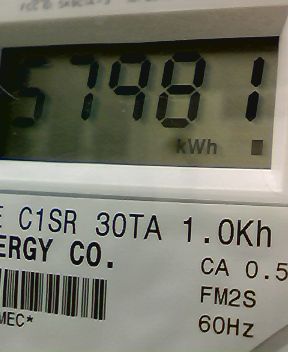 57981
kWh
E C1SR 30TA 1.0Kh
ERGY CO.
CA 0.5
FM2S
MEC*
60Hz